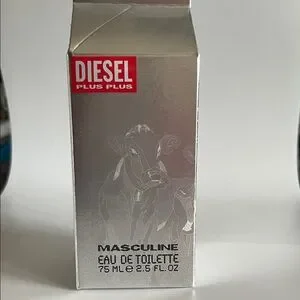 DIESEL
PLUS PLUS
MASCULINE
EAU DE TOILETTE
75 ML e 2.5 FL. OZ